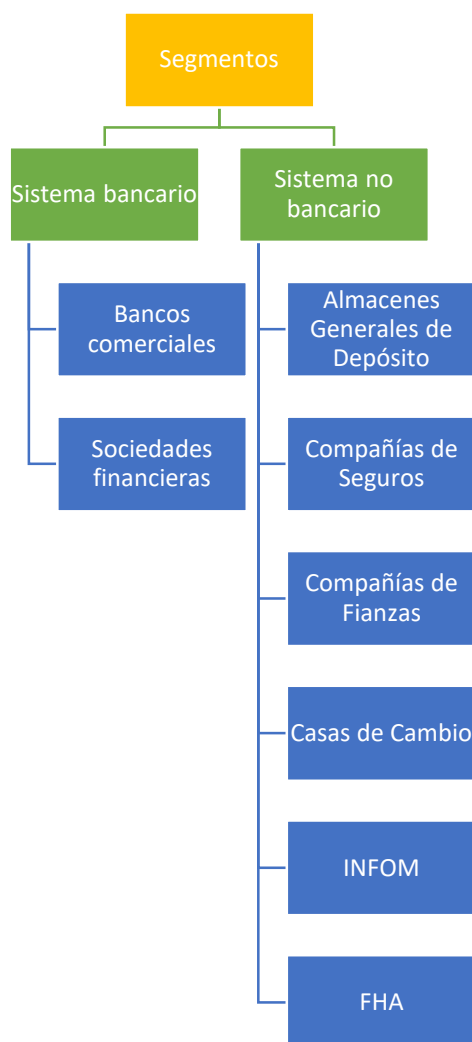 Segmentos
Sistema bancario
Bancos
comerciales
Sociedades
financieras
Sistema no
bancario
Almacenes
Generales de
Depósito
Compañías de
Seguros
Compañías de
Fianzas
Casas de Cambio
INFOM
FHA